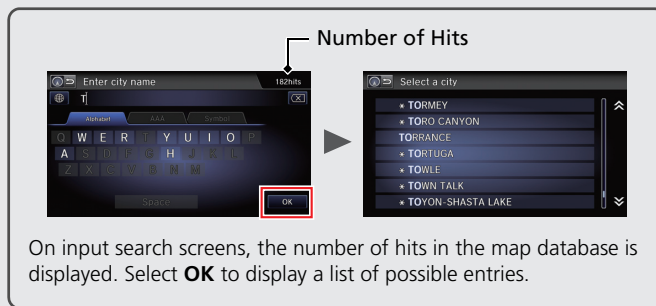 Number of Hits
Enter city name
182hits
T
Alphabet
AAA
Symbol
Q W E R T Y U I O P
A S D F G H J K L
Z X C V B N M
Space
OK
Select a city
* TORMEY
* TORO CANYON
TORRANCE
* TORTUGA
* TOWLE
* TOWN TALK
* TOYON-SHASTA LAKE
On input search screens, the number of hits in the map database is
displayed. Select OK to display a list of possible entries.